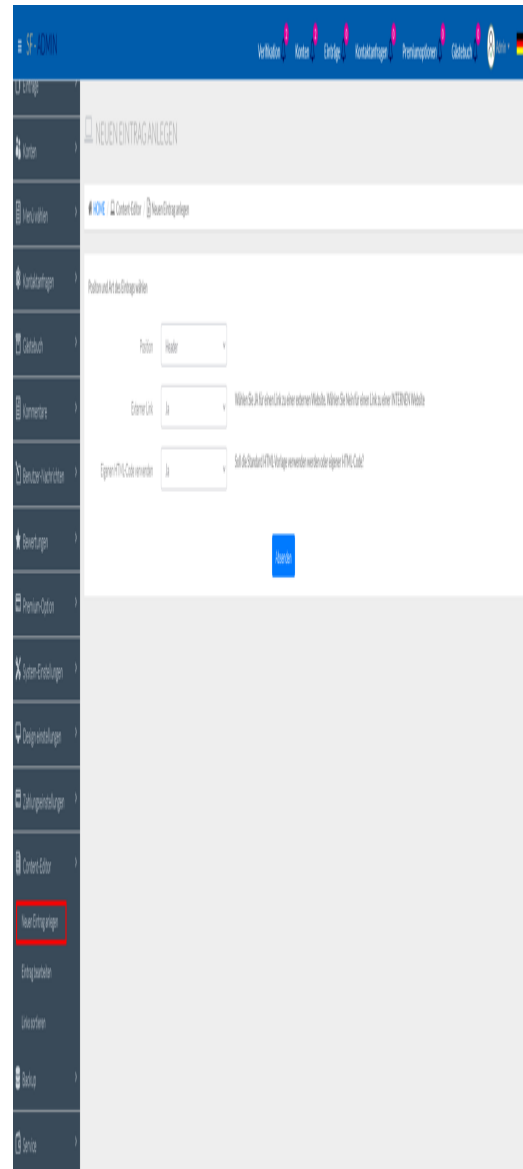 SF - ADMIN
Verifikation
Konten
Einträge
Kontaktanfragen
Premiumoptionen
Gästebuch
Admin
Einträge
Konten
Menü wählen
Kontaktanfragen
Gästebuch
Kommentare
Benutzer-Nachrichten
Bewertungen
Premium-Option
System-Einstellungen
Design einstellungen
Zahlungseinstellungen
Content-Editor
Neuen Eintrag anlegen
Eintrag bearbeiten
Links sortieren
Backup
Service
NEUEN EINTRAG ANLEGEN
HOME / Content-Editor / Neuen Eintrag anlegen
Position und Art des Eintrags wählen
Position Header
Externer Link Ja Wählen Sie JA für einen Link zu einer externen Website. Wählen Sie Nein für einen Link zu einer INTERNEN Website
Eigenen HTML-Code verwenden Ja Soll die Standard HTML Vorlage verwenden werden oder eigener HTML-Code?
Absenden